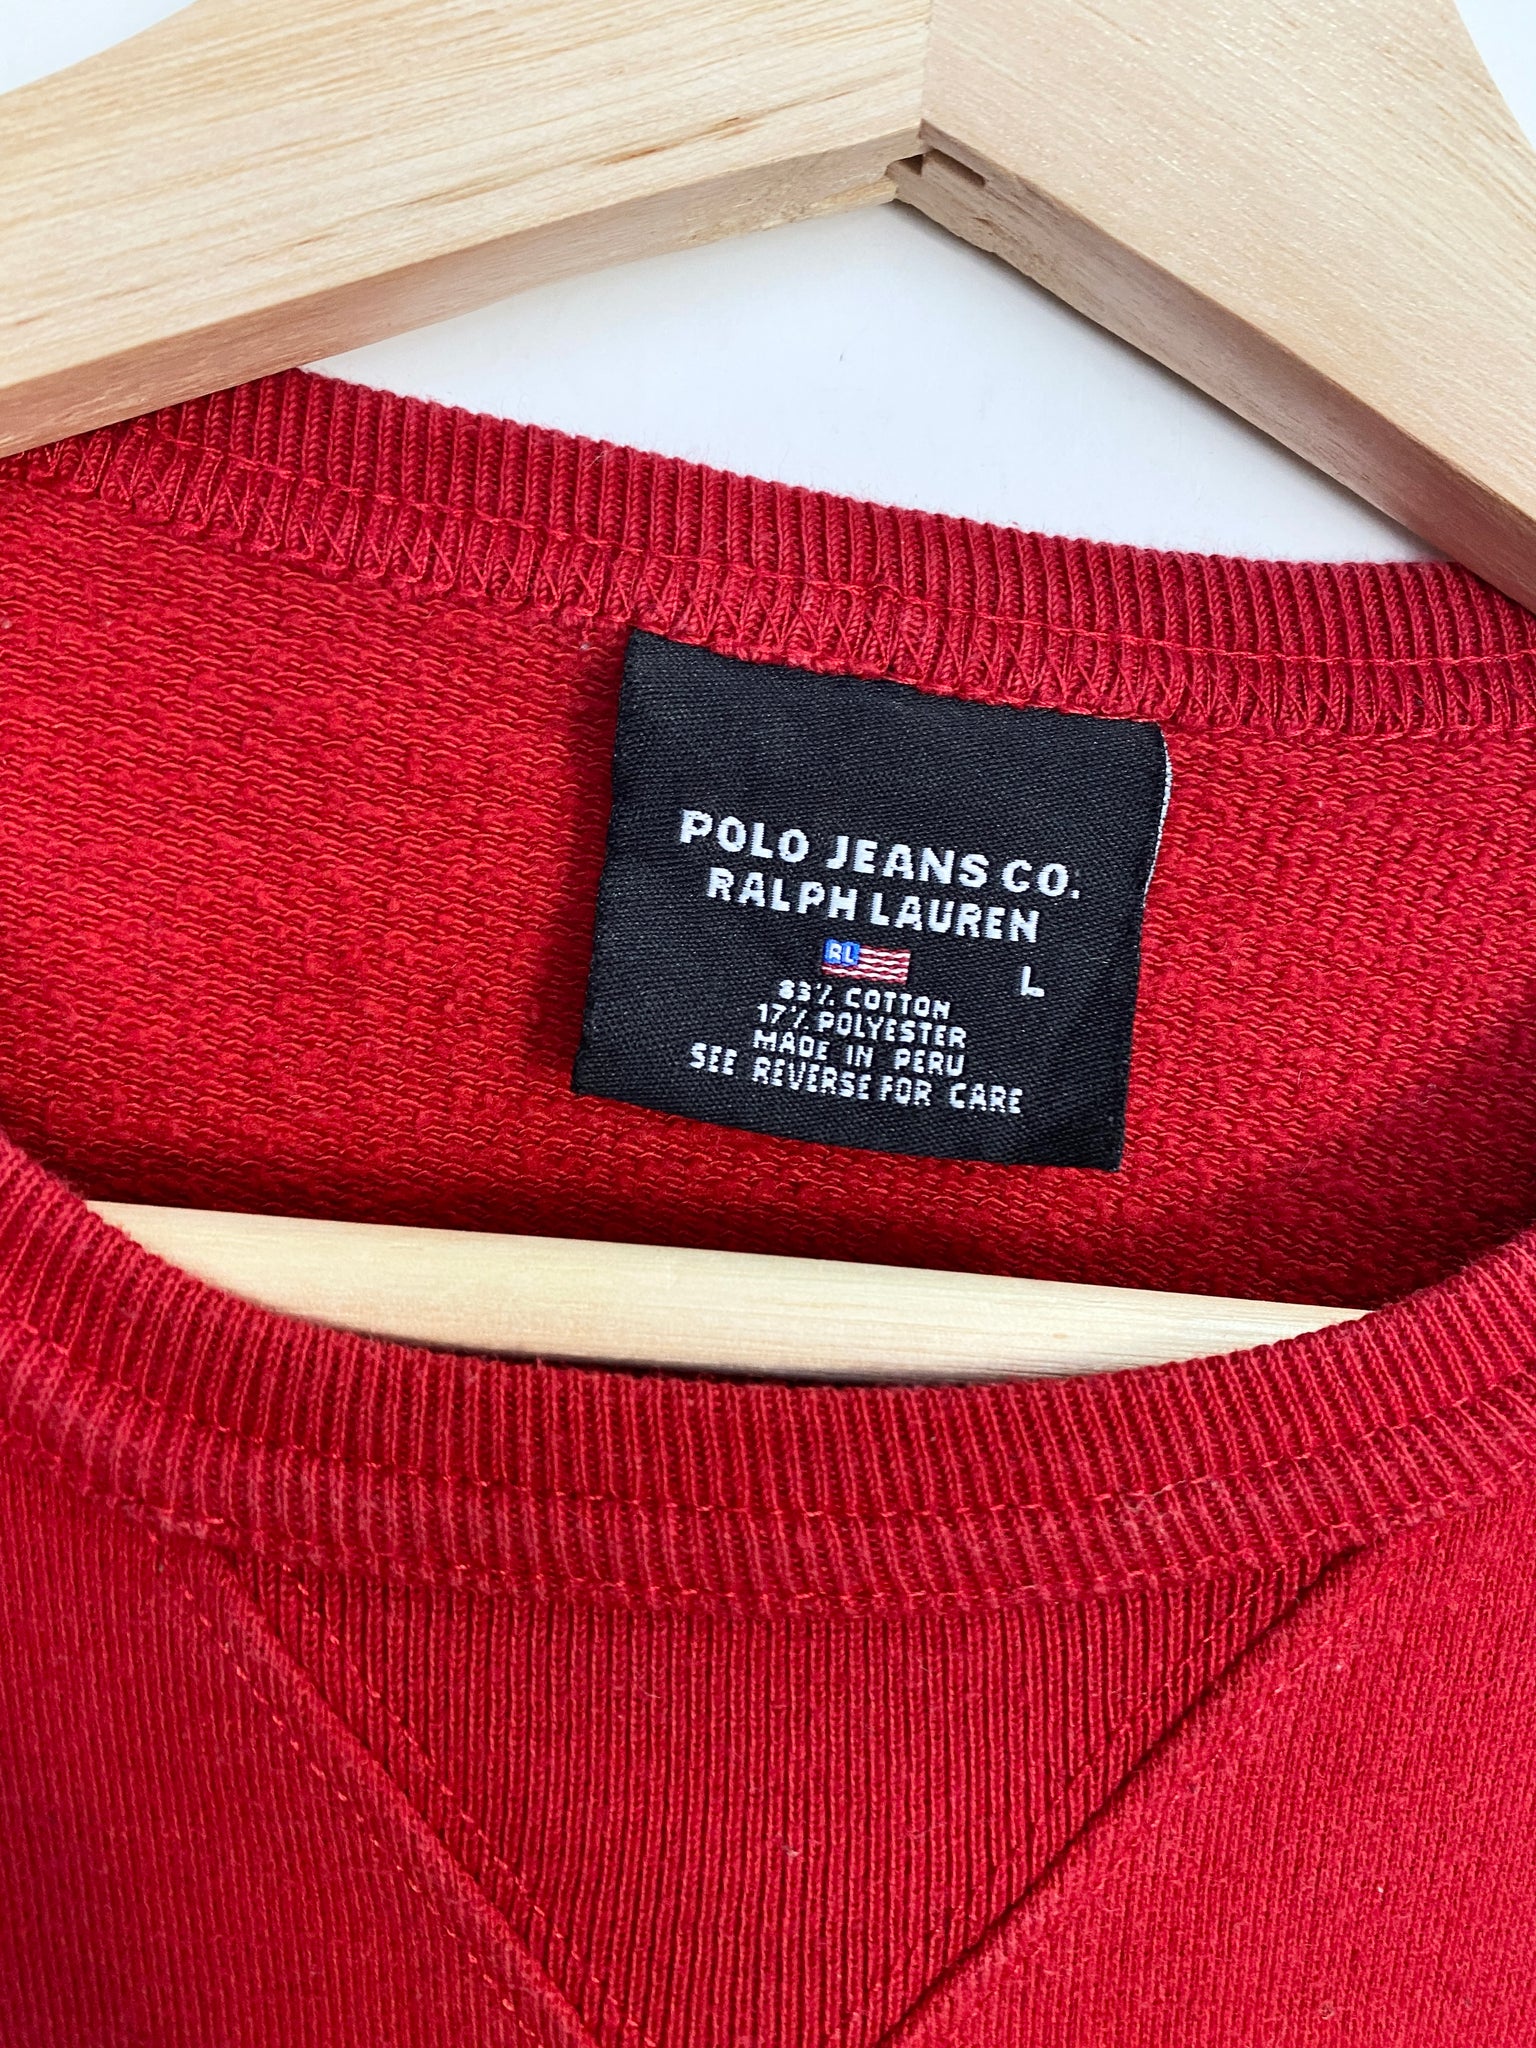 POLO JEANS CO.
RALPH LAUREN
RL
L
83% COTTON
17% POLYESTER
MADE IN PERU
SEE REVERSE FOR CARE